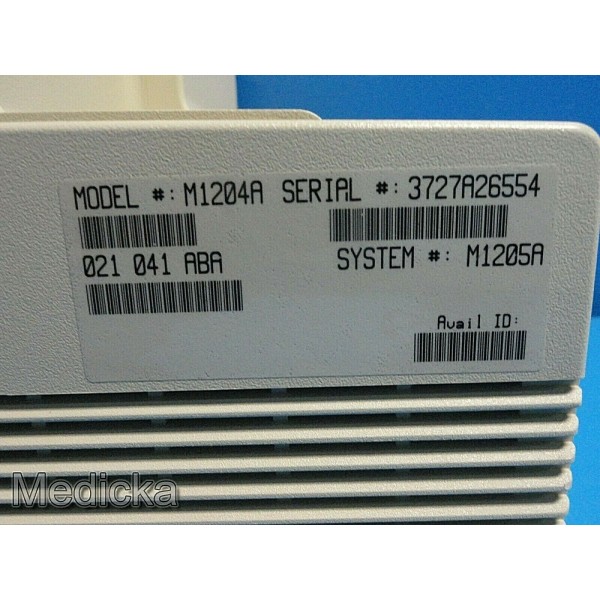 MODEL #: M1204A SERIAL #: 3727A26554
021 041 ABA SYSTEM #: M1205A
Avail ID:
Medicka